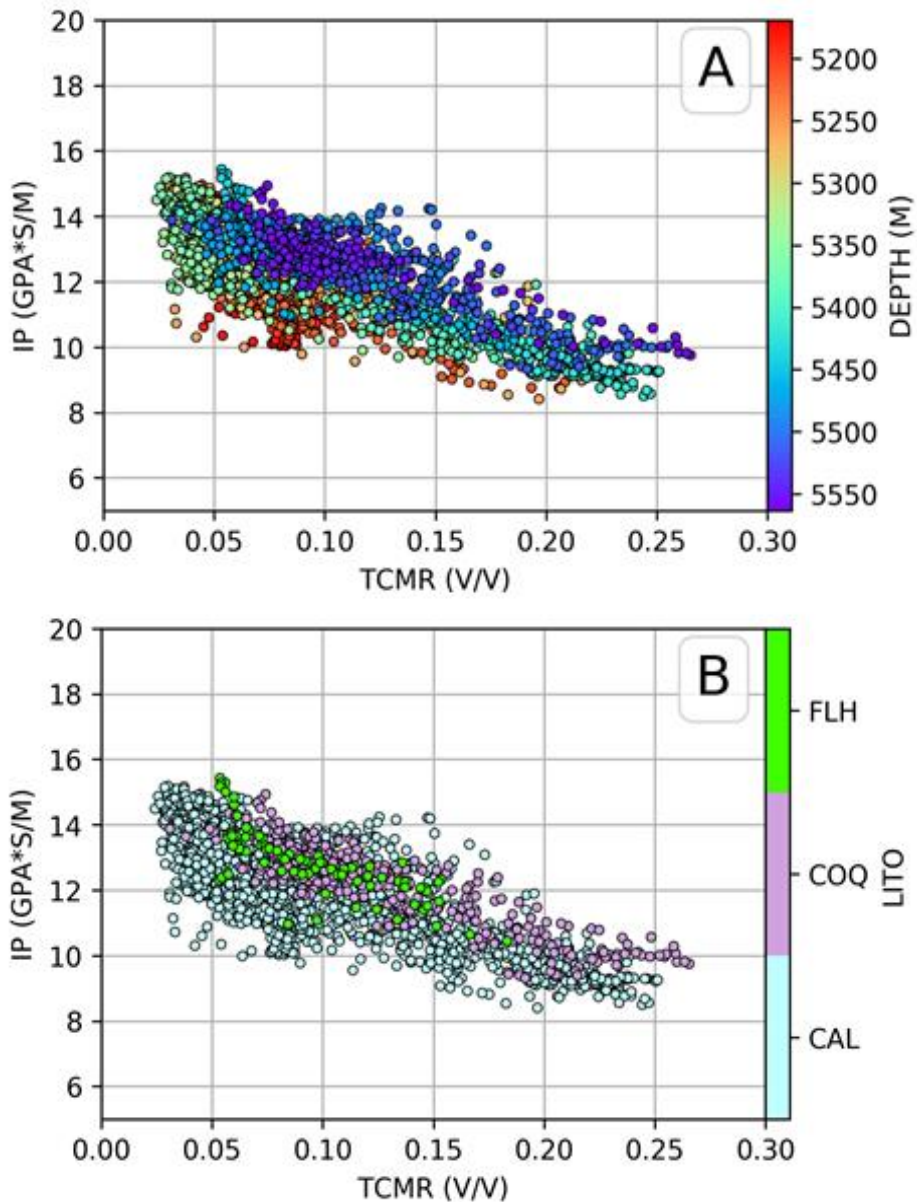 A
20
18
16
14
12
10
8
6
IP (GPA*S/M)
0.00 0.05 0.10 0.15 0.20 0.25 0.30
TCMR (V/V)
5200
5250
5300
5350
5400
5450
5500
5550
DEPTH (M)
B
20
18
16
14
12
10
8
6
IP (GPA*S/M)
0.00 0.05 0.10 0.15 0.20 0.25 0.30
TCMR (V/V)
FLH
COQ
CAL
LITO